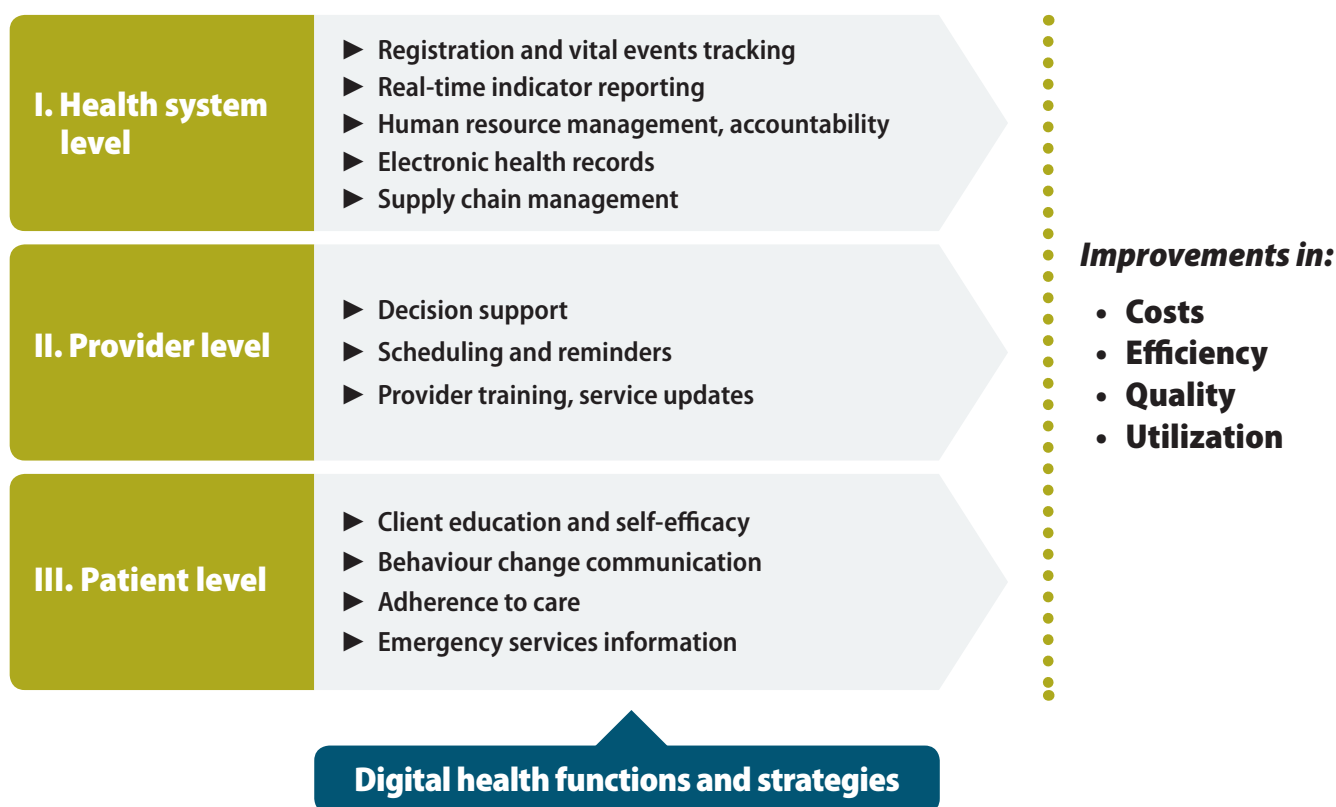 I. Health system
level
► Registration and vital events tracking
► Real-time indicator reporting
► Human resource management, accountability
► Electronic health records
► Supply chain management
II. Provider level
► Decision support
► Scheduling and reminders
► Provider training, service updates
III. Patient level
► Client education and self-efficacy
► Behaviour change communication
► Adherence to care
► Emergency services information
Improvements in:
• Costs
• Efficiency
• Quality
• Utilization
Digital health functions and strategies